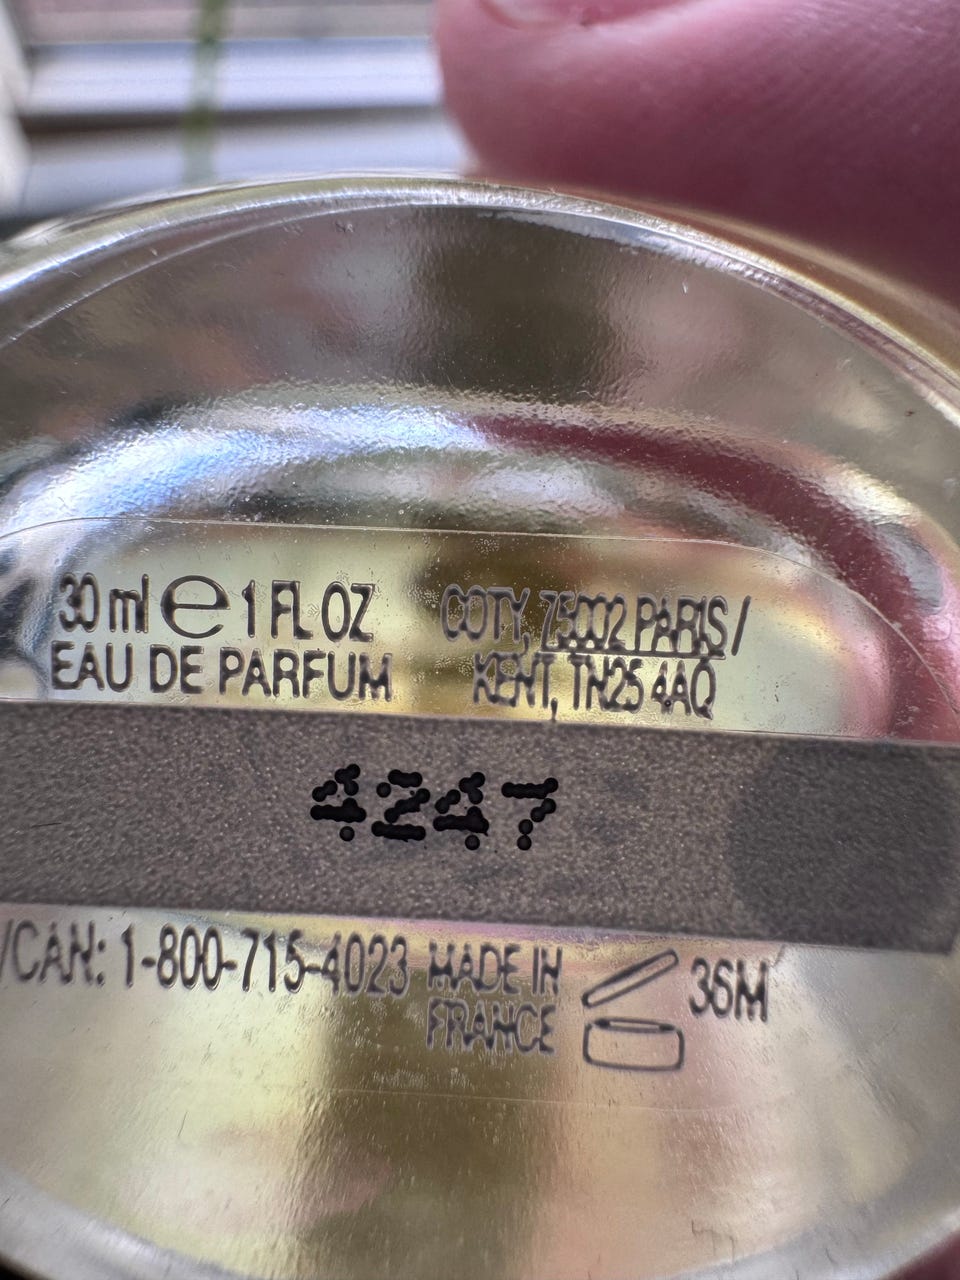 30 ml e 1 FL OZ
EAU DE PARFUM
COTY, 75002 PARIS /
KENT, TN25 4AQ
4247
/CAN: 1-800-715-4023
MADE IN
FRANCE
36M